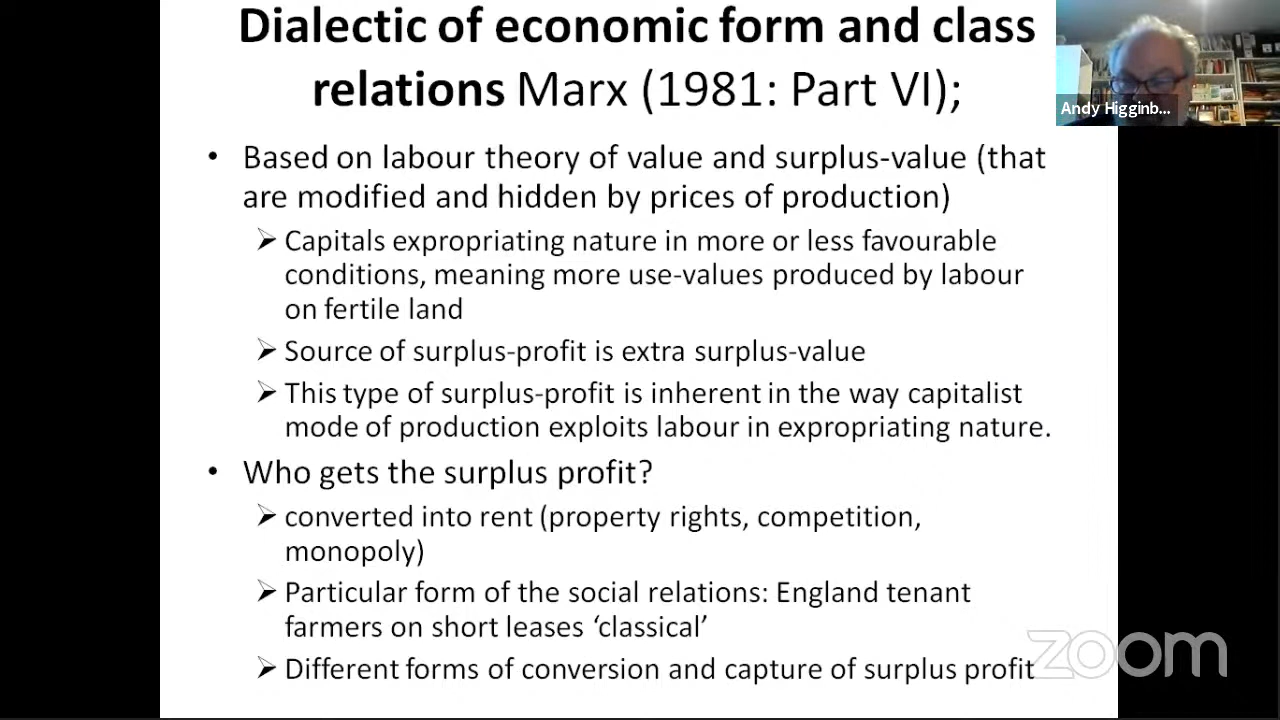 Dialectic of economic form and class
relations Marx (1981: Part VI);
Andy Higginb...
• Based on labour theory of value and surplus-value (that
are modified and hidden by prices of production)
➢ Capitals expropriating nature in more or less favourable
conditions, meaning more use-values produced by labour
on fertile land
➢ Source of surplus-profit is extra surplus-value
➢ This type of surplus-profit is inherent in the way capitalist
mode of production exploits labour in expropriating nature.
• Who gets the surplus profit?
➢ converted into rent (property rights, competition,
monopoly)
➢ Particular form of the social relations: England tenant
farmers on short leases ‘classical’
➢ Different forms of conversion and capture of surplus profit
zoom